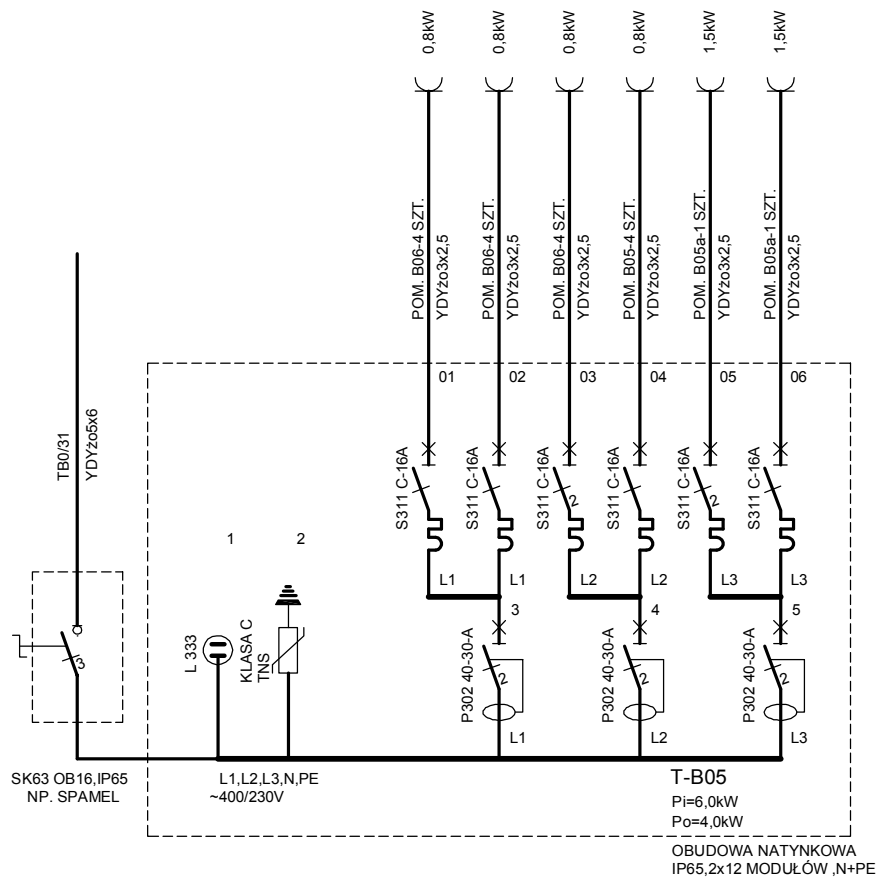 0,8kW
0,8kW
0,8kW
0,8kW
1,5kW
1,5kW
POM. B06-4 SZT.
YDYżo3x2,5
POM. B06-4 SZT.
YDYżo3x2,5
POM. B06-4 SZT.
YDYżo3x2,5
POM. B05-4 SZT.
YDYżo3x2,5
POM. B05a-1 SZT.
YDYżo3x2,5
POM. B05a-1 SZT.
YDYżo3x2,5
01
02
03
04
05
06
TB0/31
YDYżo5x6
S311 C-16A
S311 C-16A
S311 C-16A
2
S311 C-16A
S311 C-16A
2
S311 C-16A
1
2
L1
L1
L2
L2
L3
L3
3
4
5
3
L 333
KLASA C
TNS
P302 40-30-A
2
P302 40-30-A
2
P302 40-30-A
2
L1
L2
L3
SK63 OB16,IP65
NP. SPAMEL
L1,L2,L3,N,PE
~400/230V
T-B05
Pi=6,0kW
Po=4,0kW
OBUDOWA NATYNKOWA
IP65,2x12 MODUŁÓW ,N+PE